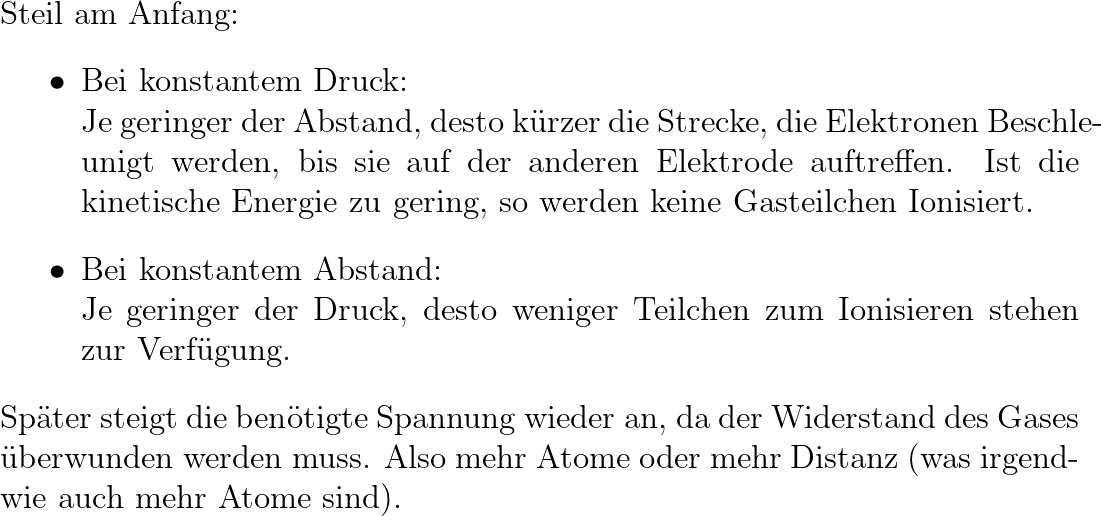 Steil am Anfang:
• Bei konstantem Druck:
Je geringer der Abstand, desto kürzer die Strecke, die Elektronen Beschle-
unigt werden, bis sie auf der anderen Elektrode auftreffen. Ist die
kinetische Energie zu gering, so werden keine Gasteilchen Ionisiert.
• Bei konstantem Abstand:
Je geringer der Druck, desto weniger Teilchen zum Ionisieren stehen
zur Verfügung.
Später steigt die benötigte Spannung wieder an, da der Widerstand des Gases
überwunden werden muss. Also mehr Atome oder mehr Distanz (was irgend-
wie auch mehr Atome sind).